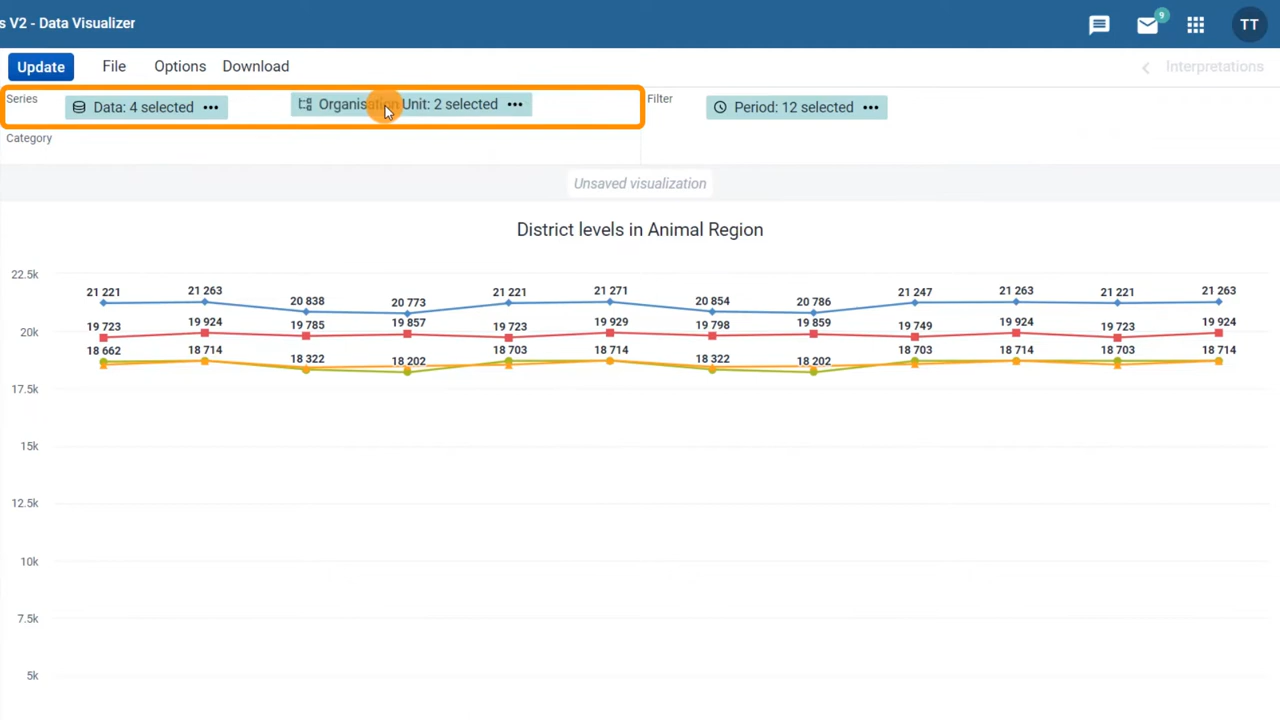 s V2 - Data Visualizer
9
TT
Update File Options Download
Interpretations
Series Data: 4 selected Organisation Unit: 2 selected Filter Period: 12 selected
Category
Unsaved visualization
District levels in Animal Region
22.5k
21 221 21 263 20 838 20 773 21 221 21 271 20 854 20 786 21 247 21 263 21 221 21 263
20k
19 723 19 924 19 785 19 857 19 723 19 929 19 798 19 859 19 749 19 924 19 723 19 924
18 662 18 714 18 322 18 202 18 703 18 714 18 322 18 202 18 703 18 714 18 703 18 714
17.5k
15k
12.5k
10k
7.5k
5k